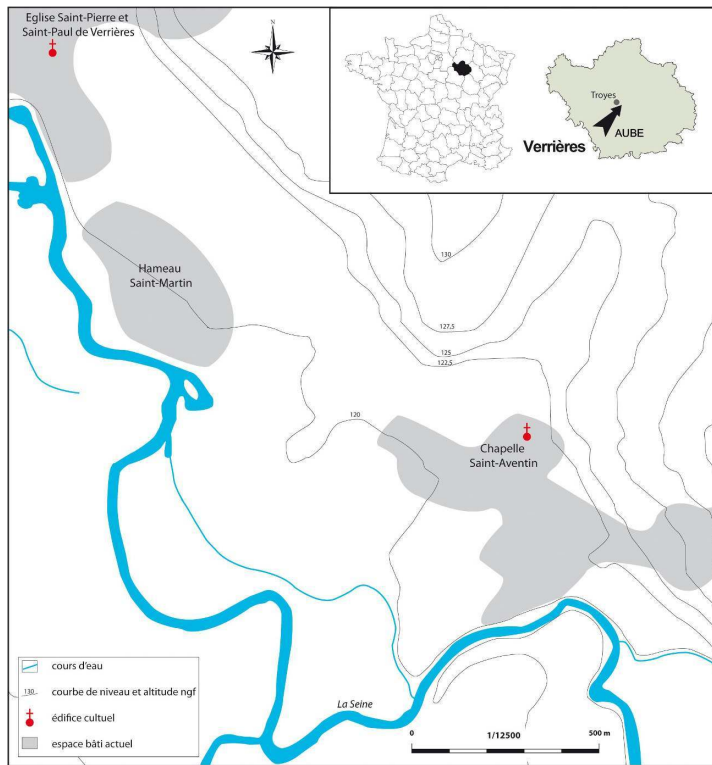 Eglise Saint-Pierre et
Saint-Paul de Verrières
N
Troyes
AUBE
Verrières
130
127,5
125
122,5
Hameau
Saint-Martin
120
Chapelle
Saint-Aventin
La Seine
cours d'eau
130 courbe de niveau et altitude ngf
édifice cultuel
espace bâti actuel
0 1/12500 500 m